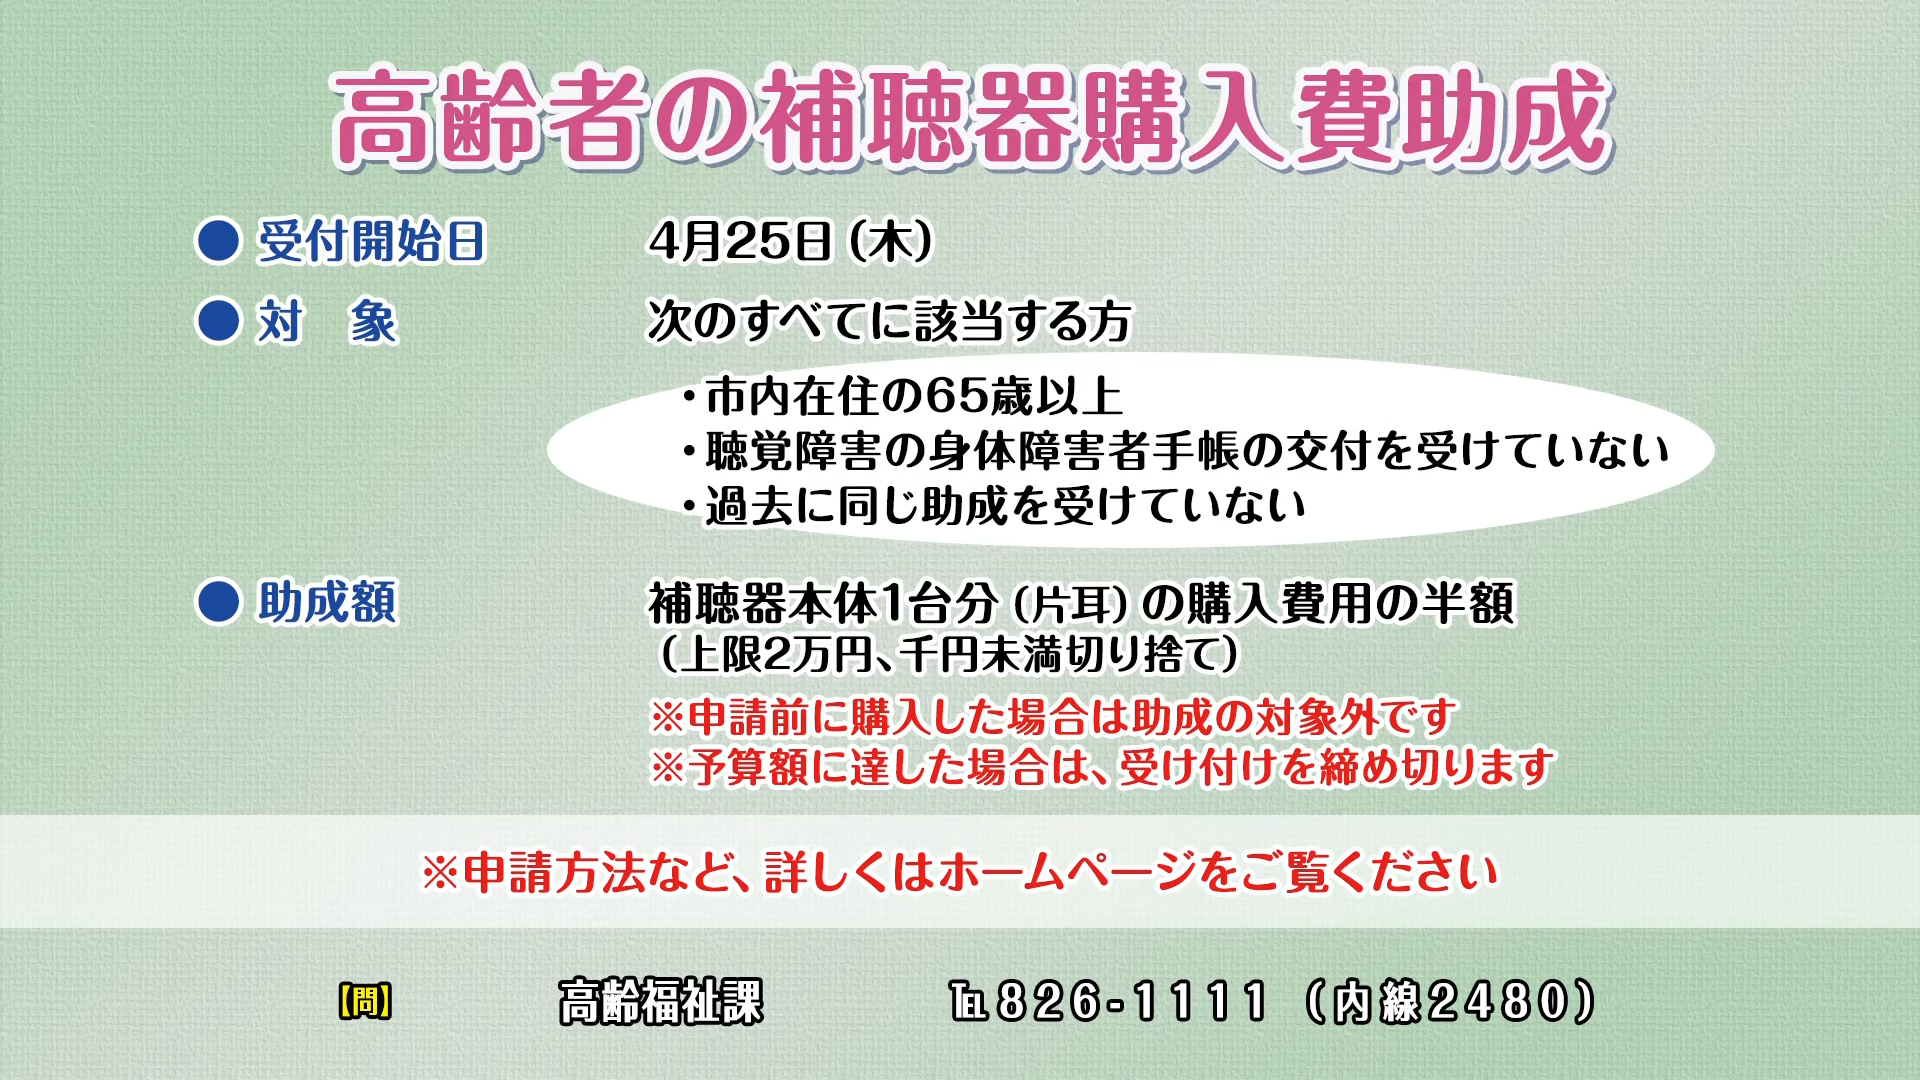 高齢者の補聴器購入費助成
● 受付開始日 4月25日（木）
● 対　象 次のすべてに該当する方
・市内在住の65歳以上
・聴覚障害の身体障害者手帳の交付を受けていない
・過去に同じ助成を受けていない
● 助成額 補聴器本体1台分（片耳）の購入費用の半額
（上限2万円、千円未満切り捨て）
※申請前に購入した場合は助成の対象外です
※予算額に達した場合は、受け付けを締め切ります
※申請方法など、詳しくはホームページをご覧ください
【問】 高齢福祉課 ℡826-1111（内線2480）